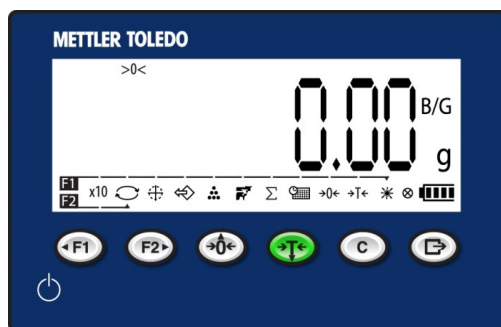 METTLER TOLEDO
>0<
0.00 B/G
g
F1
x10 Σ →0← →T←
F2
F1 F2 →0← →T← C